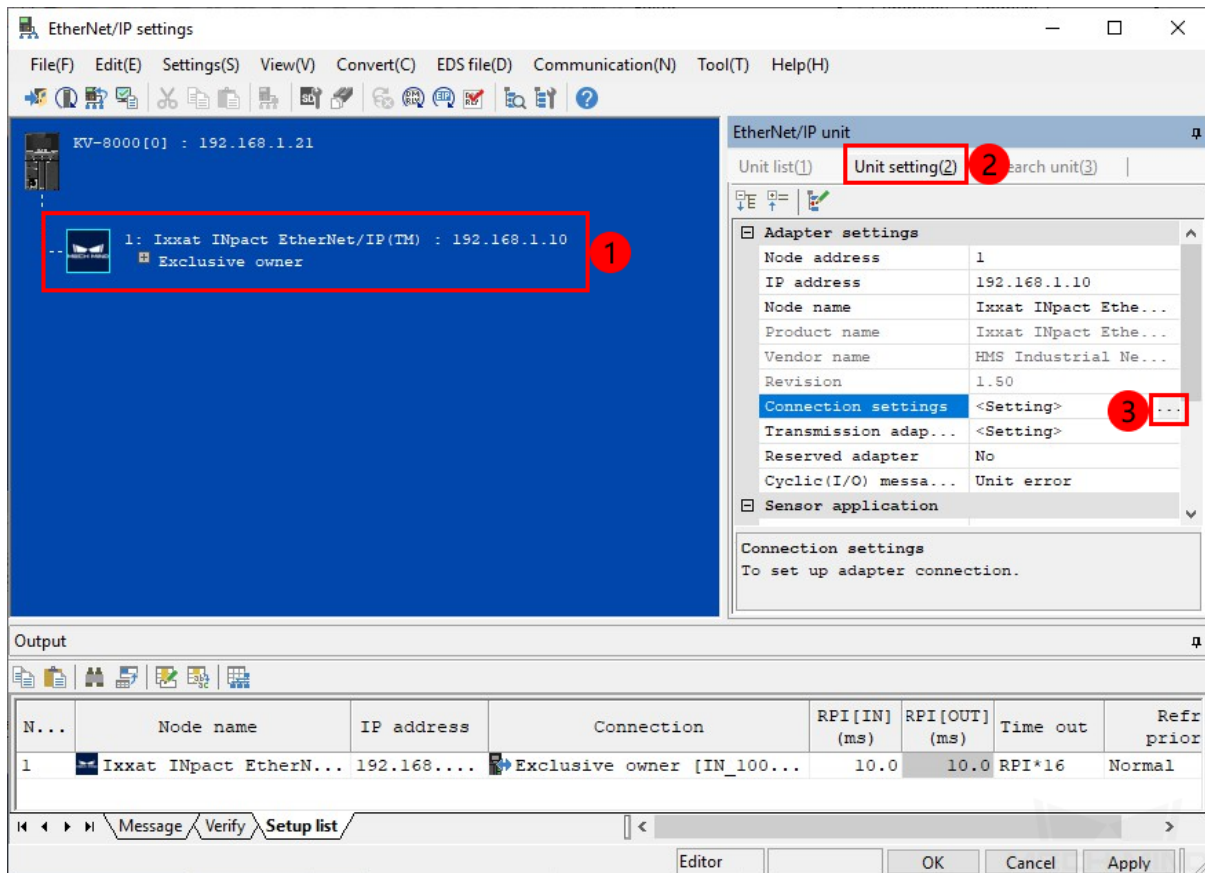 EtherNet/IP settings
File(F) Edit(E) Settings(S) View(V) Convert(C) EDS file(D) Communication(N) Tool(T) Help(H)
KV-8000[0] : 192.168.1.21
1: Ixxat INpact EtherNet/IP(TM) : 192.168.1.10
Exclusive owner
1
MECH MIND
EtherNet/IP unit
Unit list(1) Unit setting(2) 2 earch unit(3)
Adapter settings
Node address 1
IP address 192.168.1.10
Node name Ixxat INpact Ethe...
Product name Ixxat INpact Ethe...
Vendor name HMS Industrial Ne...
Revision 1.50
Connection settings <Setting> 3 ...
Transmission adap... <Setting>
Reserved adapter No
Cyclic(I/O) messa... Unit error
Sensor application
Connection settings
To set up adapter connection.
Output
N... Node name IP address Connection RPI[IN] (ms) RPI[OUT] (ms) Time out Refr prior
1 Ixxat INpact EtherN... 192.168.... Exclusive owner [IN_100... 10.0 10.0 RPI*16 Normal
Message Verify Setup list
Editor OK Cancel Apply